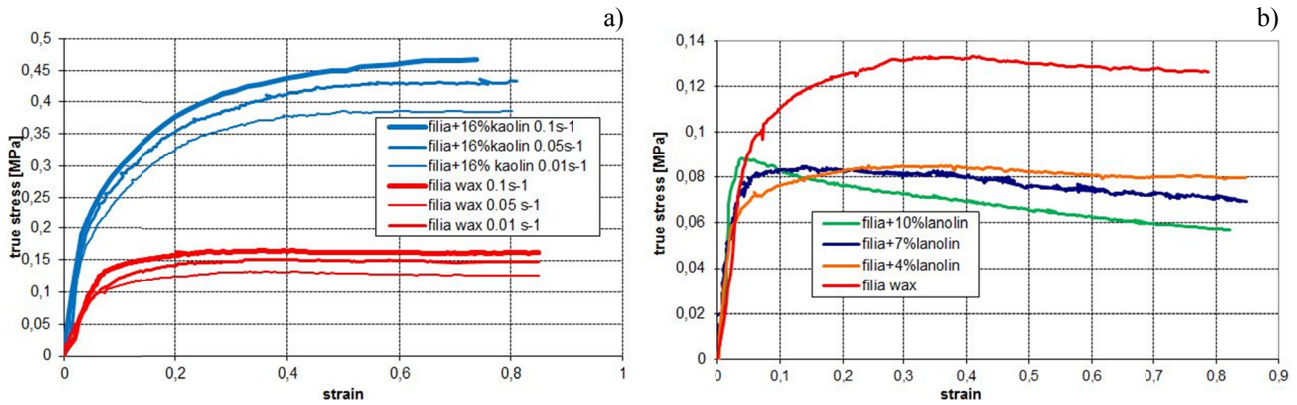 a)
0,5
0,45
0,4
0,35
0,3
0,25
0,2
0,15
0,1
0,05
0
true stress [MPa]
0 0,2 0,4 0,6 0,8 1
strain
filia+16%kaolin 0.1s-1
filia+16%kaolin 0.05s-1
filia+16% kaolin 0.01s-1
filia wax 0.1s-1
filia wax 0.05 s-1
filia wax 0.01 s-1
b)
0,14
0,12
0,1
0,08
0,06
0,04
0,02
0
true stress [MPa]
0 0,1 0,2 0,3 0,4 0,5 0,6 0,7 0,8 0,9
strain
filia+10%lanolin
filia+7%lanolin
filia+4%lanolin
filia wax